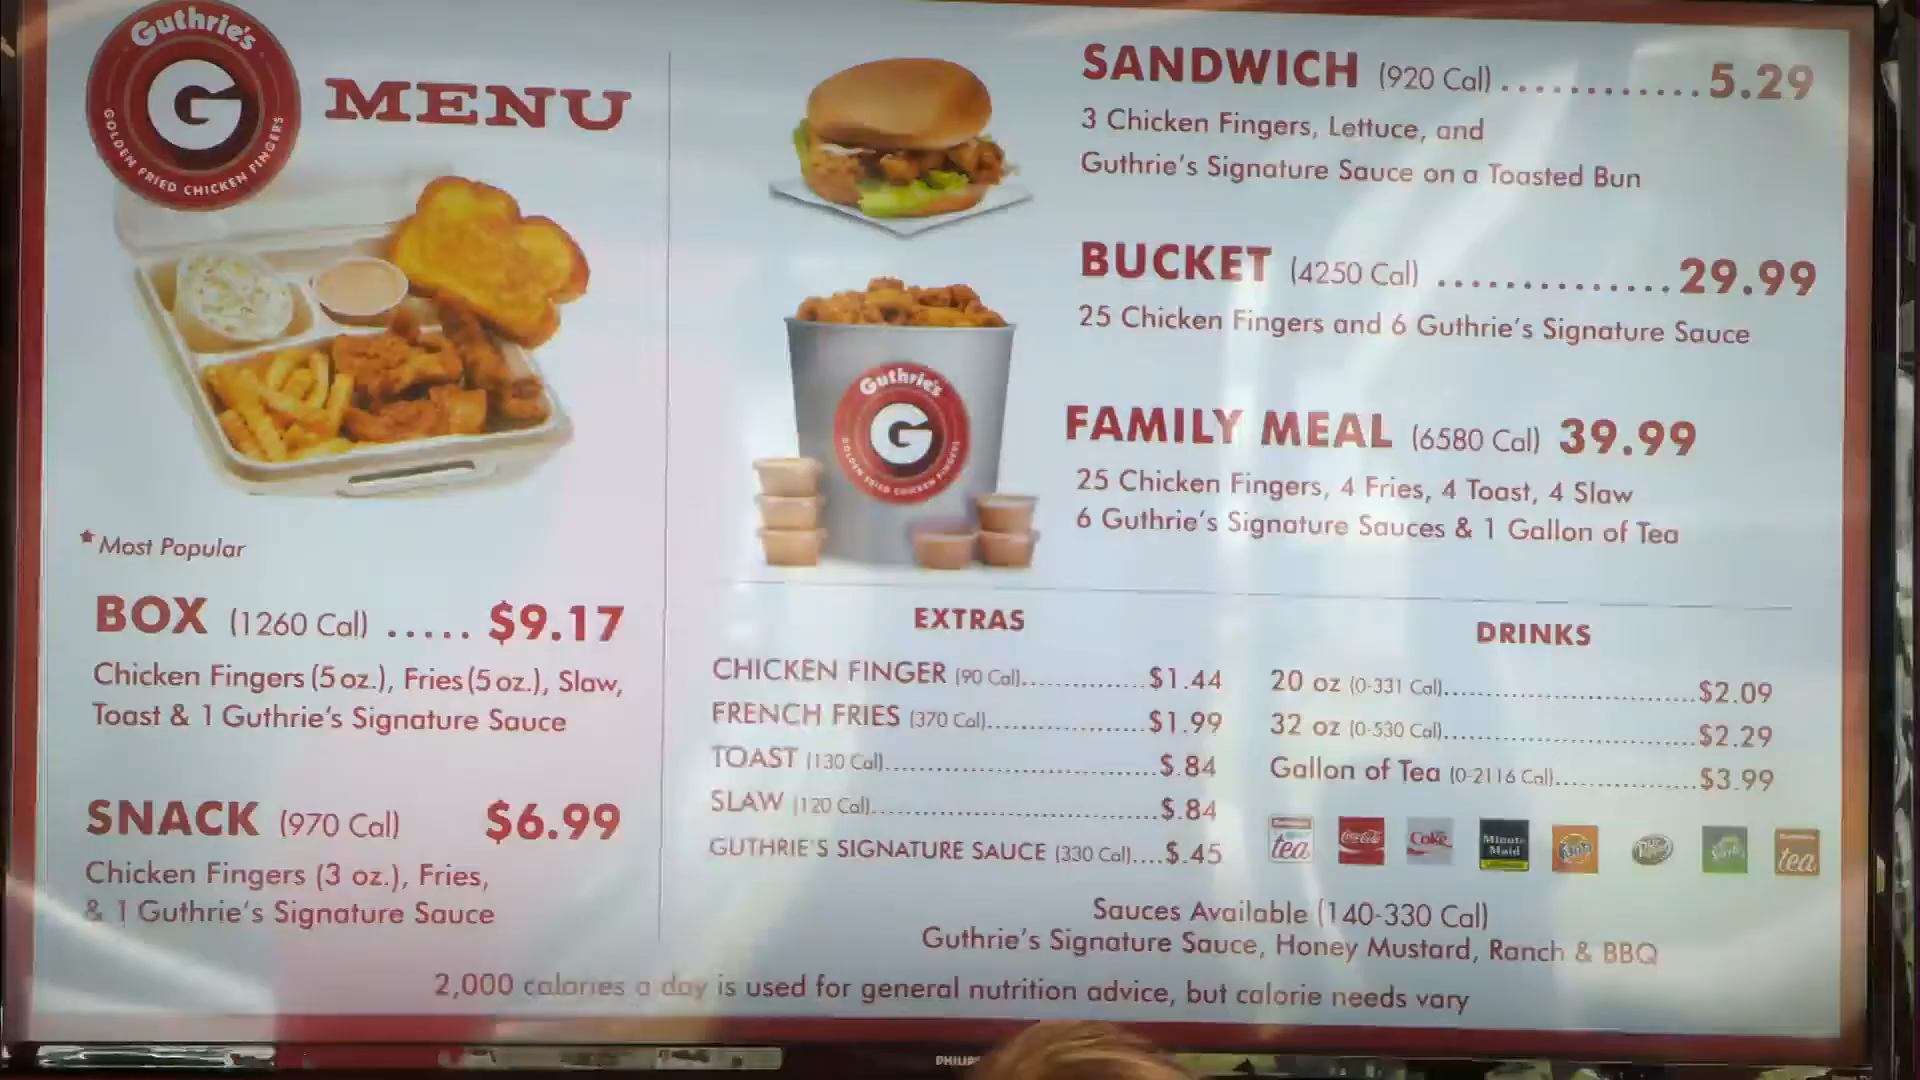 Guthrie's
G
GOLDEN FRIED CHICKEN FINGERS
MENU
*Most Popular
BOX (1260 Cal) ..... $9.17
Chicken Fingers (5 oz.), Fries (5 oz.), Slaw,
Toast & 1 Guthrie's Signature Sauce
SNACK (970 Cal) $6.99
Chicken Fingers (3 oz.), Fries,
& 1 Guthrie's Signature Sauce
SANDWICH (920 Cal) ............ 5.29
3 Chicken Fingers, Lettuce, and
Guthrie's Signature Sauce on a Toasted Bun
BUCKET (4250 Cal) .............. 29.99
25 Chicken Fingers and 6 Guthrie's Signature Sauce
Guthrie's
G
GOLDEN FRIED CHICKEN FINGERS
FAMILY MEAL (6580 Cal) 39.99
25 Chicken Fingers, 4 Fries, 4 Toast, 4 Slaw
6 Guthrie's Signature Sauces & 1 Gallon of Tea
EXTRAS
CHICKEN FINGER (90 Cal)............... $1.44
FRENCH FRIES (370 Cal)................... $1.99
TOAST (130 Cal)................................. $.84
SLAW (120 Cal)................................... $.84
GUTHRIE'S SIGNATURE SAUCE (330 Cal).... $.45
DRINKS
20 oz (0-331 Cal)............................... $2.09
32 oz (0-530 Cal)............................... $2.29
Gallon of Tea (0-2116 Cal)................. $3.99
tea
Coca-Cola
Coke
Minute Maid
Fanta
tea
Sauces Available (140-330 Cal)
Guthrie's Signature Sauce, Honey Mustard, Ranch & BBQ
2,000 calories a day is used for general nutrition advice, but calorie needs vary